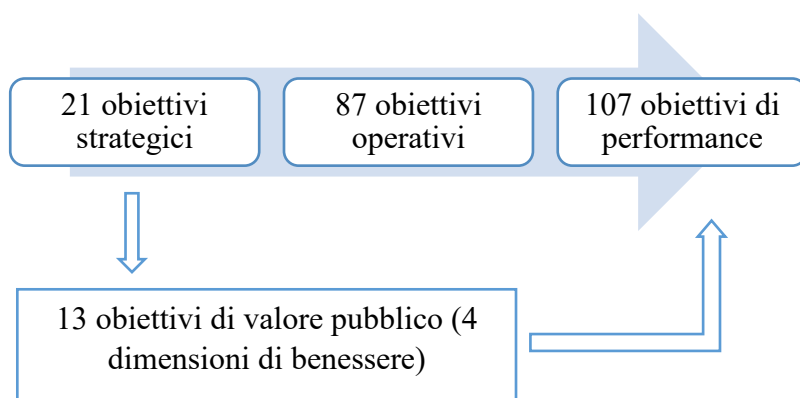 21 obiettivi
strategici
87 obiettivi
operativi
107 obiettivi di
performance
13 obiettivi di valore pubblico (4
dimensioni di benessere)